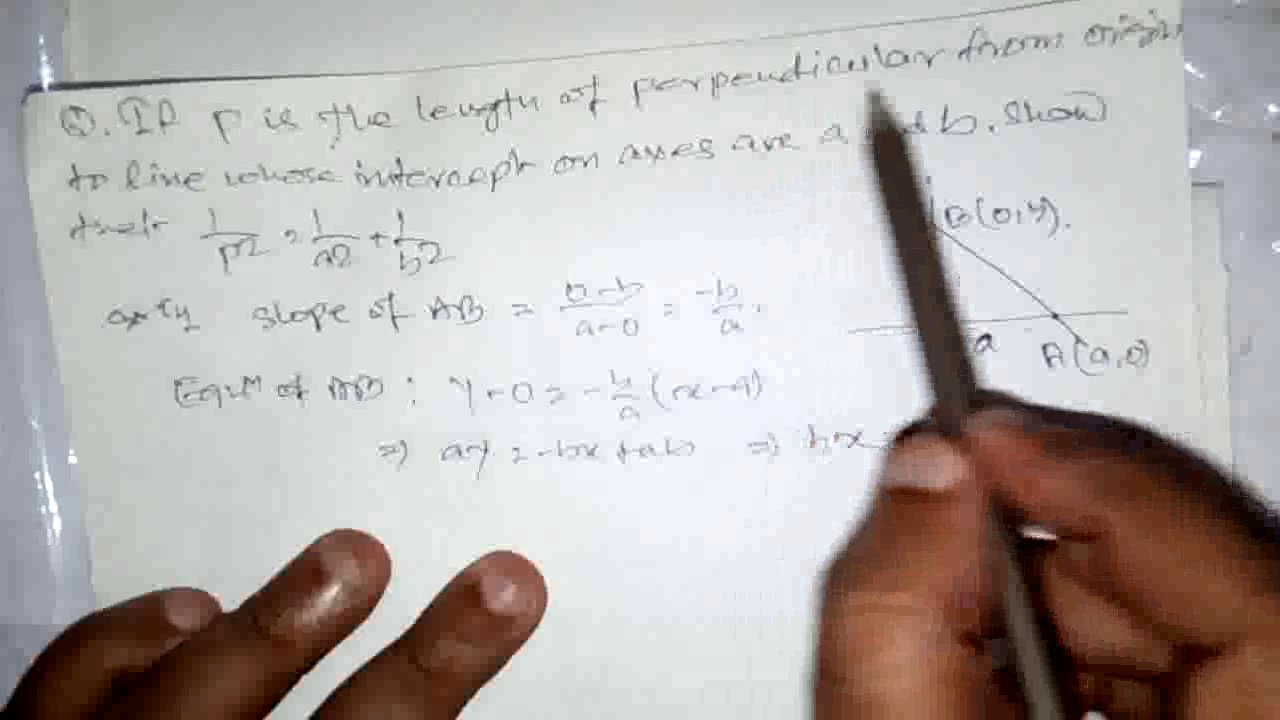 Q. If P is the length of perpendicular from origin
to line whose intercept on axes are a b. Show
that 1/p2 = 1/a2 + 1/b2
B(0,y).
slope of AB = 0-b/a-0 = -b/a.
a A(a,0)
Eqn of AB : y-0 = -b/a (x-a)
=> ay = -bx + ab => bx